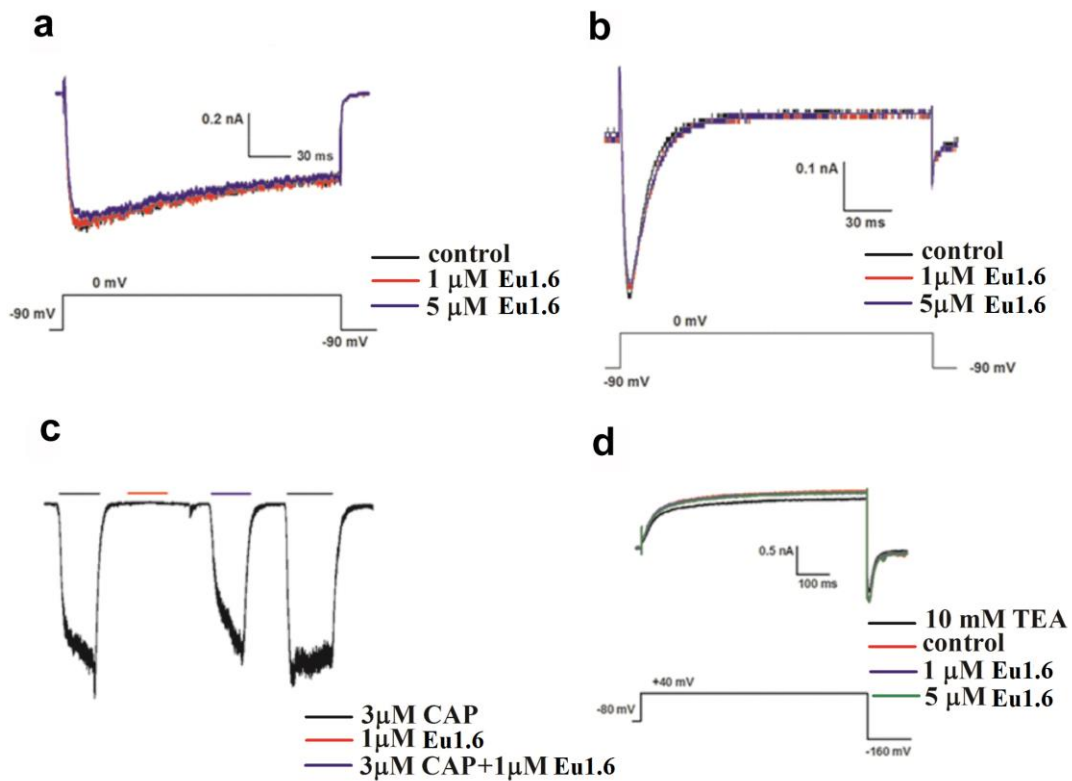 a
0.2 nA
30 ms
control
1 μM Eu1.6
5 μM Eu1.6
0 mV
-90 mV
-90 mV
b
0.1 nA
30 ms
control
1μM Eu1.6
5μM Eu1.6
0 mV
-90 mV
-90 mV
c
3μM CAP
1μM Eu1.6
3μM CAP+1μM Eu1.6
d
0.5 nA
100 ms
10 mM TEA
control
1 μM Eu1.6
5 μM Eu1.6
+40 mV
-80 mV
-160 mV